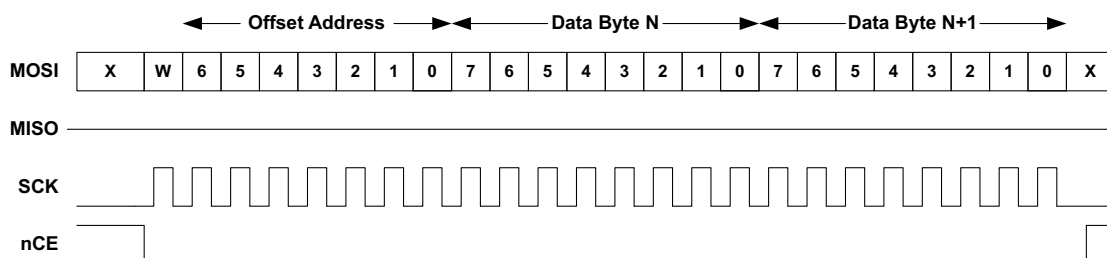 Offset Address Data Byte N Data Byte N+1
MOSI X W 6 5 4 3 2 1 0 7 6 5 4 3 2 1 0 7 6 5 4 3 2 1 0 X
MISO
SCK
nCE